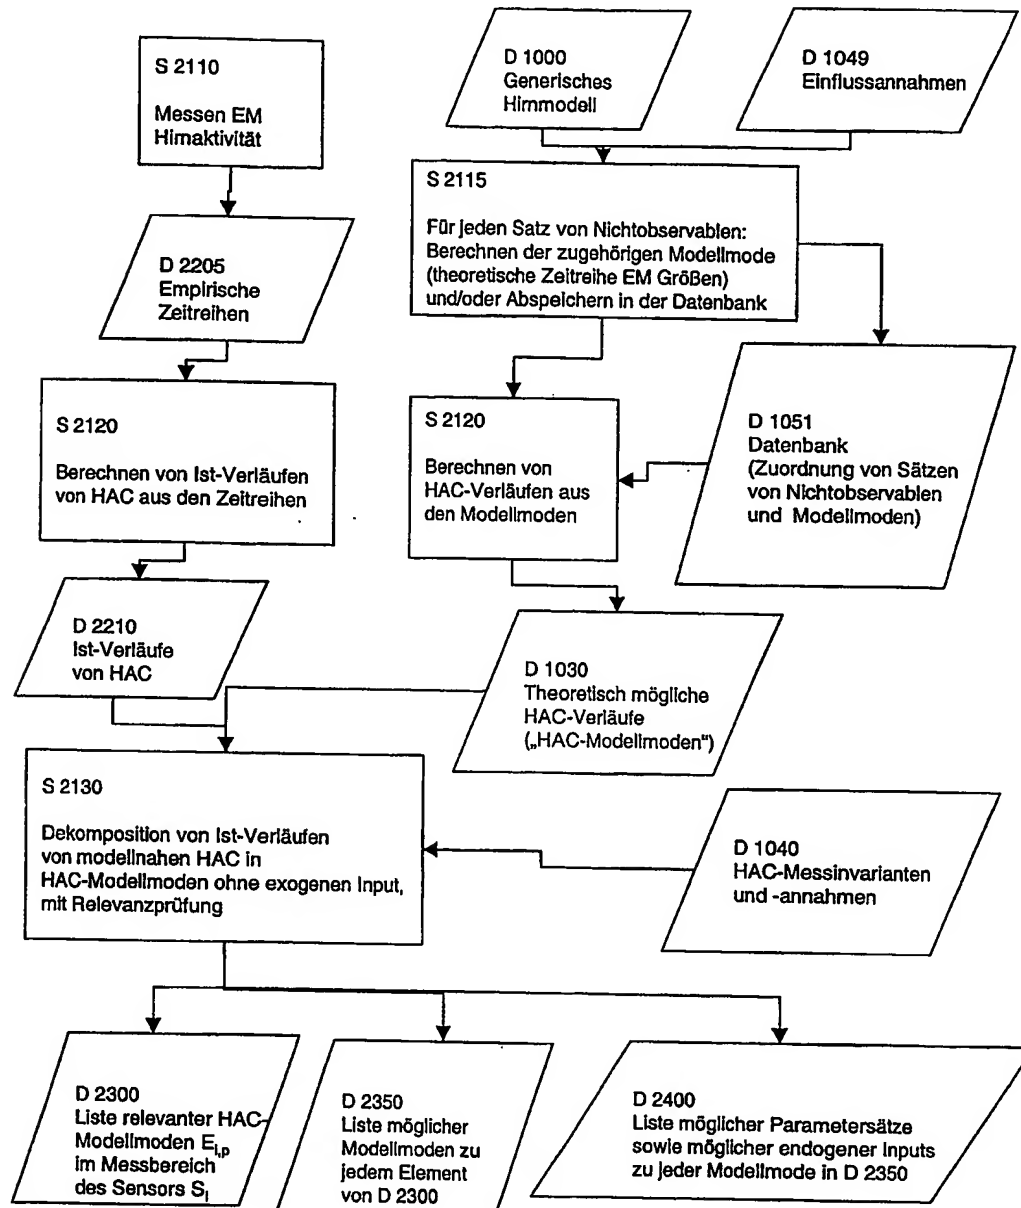 S 2110
Messen EM
Hirnaktivität
D 1000
Generisches
Hirnmodell
D 1049
Einflussannahmen
S 2115
Für jeden Satz von Nichtobservablen:
Berechnen der zugehörigen Modellmode
(theoretische Zeitreihe EM Größen)
und/oder Abspeichern in der Datenbank
D 2205
Empirische
Zeitreihen
S 2120
Berechnen von Ist-Verläufen
von HAC aus den Zeitreihen
S 2120
Berechnen von
HAC-Verläufen aus
den Modellmoden
D 1051
Datenbank
(Zuordnung von Sätzen
von Nichtobservablen
und Modellmoden)
D 2210
Ist-Verläufe
von HAC
D 1030
Theoretisch mögliche
HAC-Verläufe
(„HAC-Modellmoden“)
S 2130
Dekomposition von Ist-Verläufen
von modellnahen HAC in
HAC-Modellmoden ohne exogenen Input,
mit Relevanzprüfung
D 1040
HAC-Messinvarianten
und -annahmen
D 2300
Liste relevanter HAC-
Modellmoden E_{i,p}
im Messbereich
des Sensors S_i
D 2350
Liste möglicher
Modellmoden zu
jedem Element
von D 2300
D 2400
Liste möglicher Parametersätze
sowie möglicher endogener Inputs
zu jeder Modellmode in D 2350